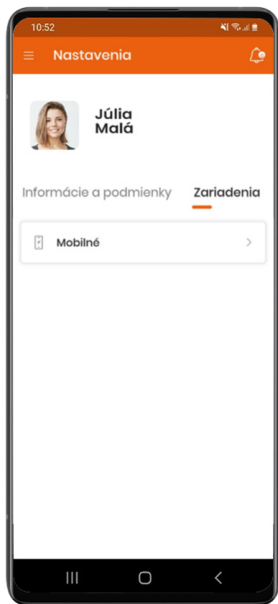 10:52
Nastavenia
Júlia
Malá
Informácie a podmienky
Zariadenia
Mobilné